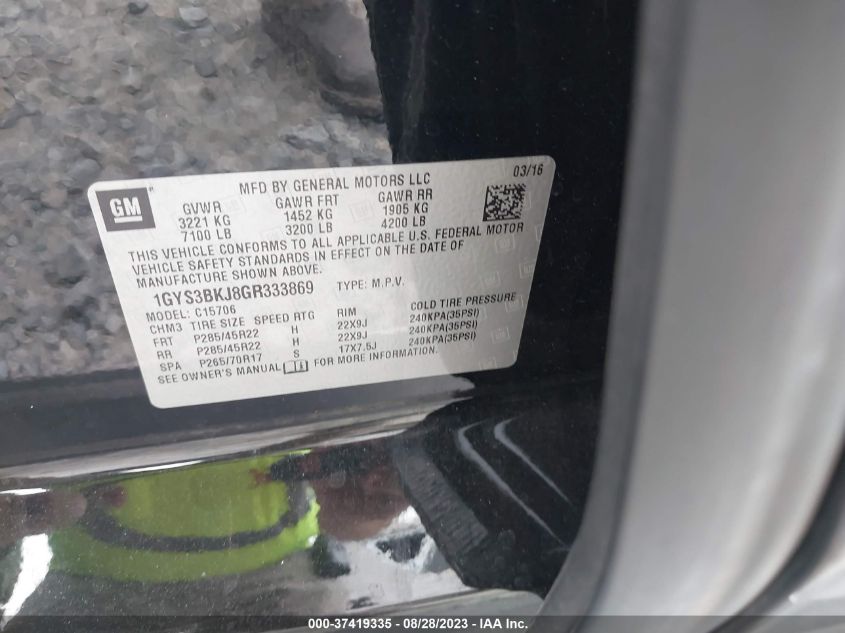 GM
MFD BY GENERAL MOTORS LLC
03/16
GVWR GAWR FRT GAWR RR
3221 KG 1452 KG 1905 KG
7100 LB 3200 LB 4200 LB
THIS VEHICLE CONFORMS TO ALL APPLICABLE U.S. FEDERAL MOTOR
VEHICLE SAFETY STANDARDS IN EFFECT ON THE DATE OF
MANUFACTURE SHOWN ABOVE.
1GYS3BKJ8GR333869 TYPE: M.P.V.
MODEL: C15706
CHM3 TIRE SIZE SPEED RTG RIM COLD TIRE PRESSURE
FRT P285/45R22 H 22X9J 240KPA(35PSI)
RR P285/45R22 H 22X9J 240KPA(35PSI)
SPA P265/70R17 S 17X7.5J 240KPA(35PSI)
SEE OWNER'S MANUAL FOR MORE INFORMATION.
000-37419335 - 08/28/2023 - IAA Inc.